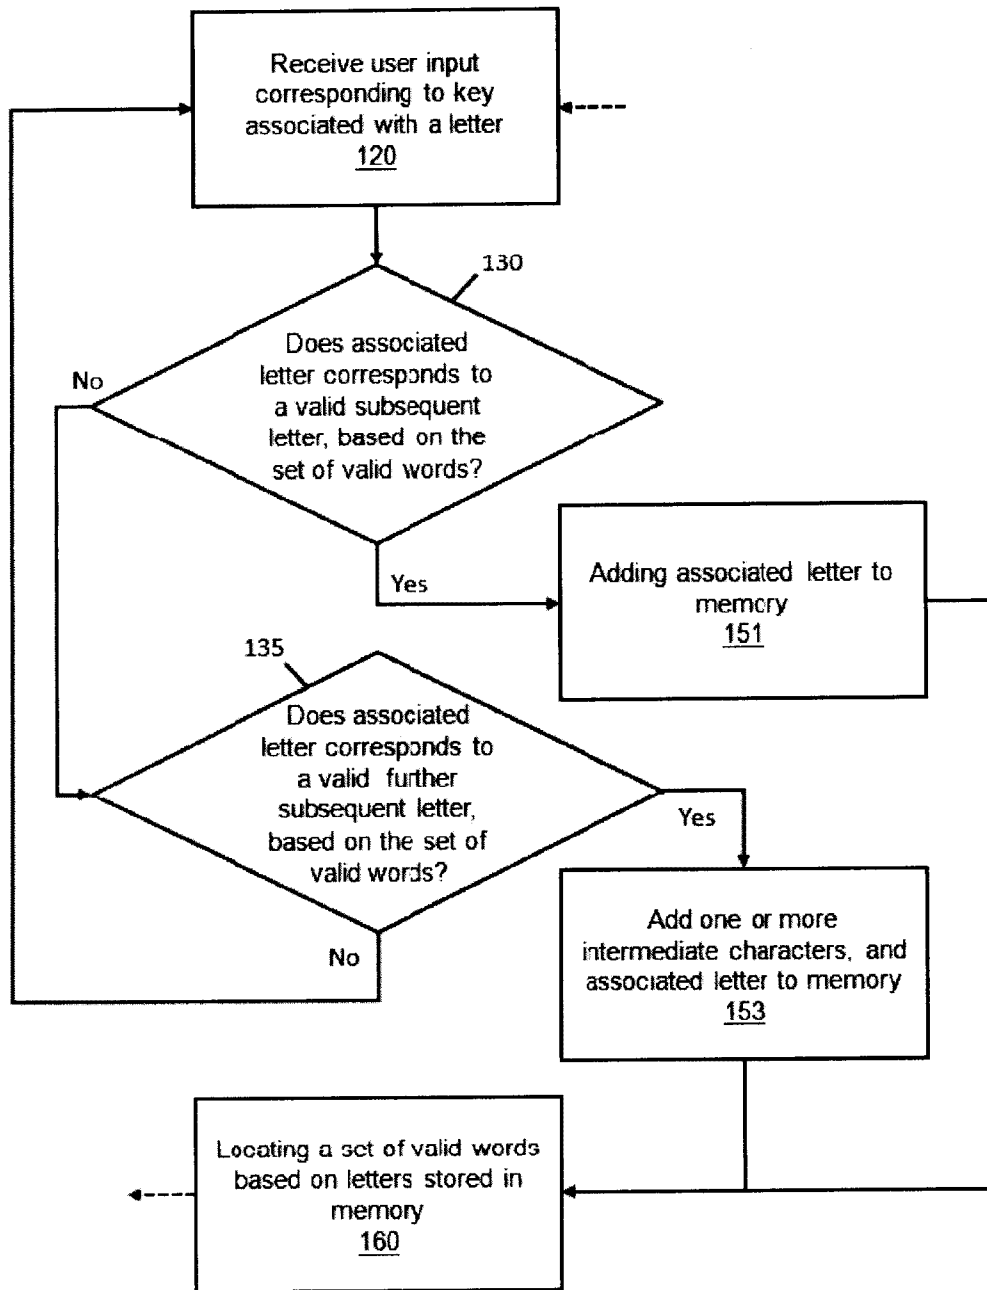 Receive user input
corresponding to key
associated with a letter
120
130
Does associated
letter corresponds to
a valid subsequent
letter, based on the
set of valid words?
No
Yes
Adding associated letter to
memory
151
135
Does associated
letter corresponds to
a valid further
subsequent letter,
based on the set of
valid words?
Yes
No
Add one or more
intermediate characters, and
associated letter to memory
153
Locating a set of valid words
based on letters stored in
memory
160